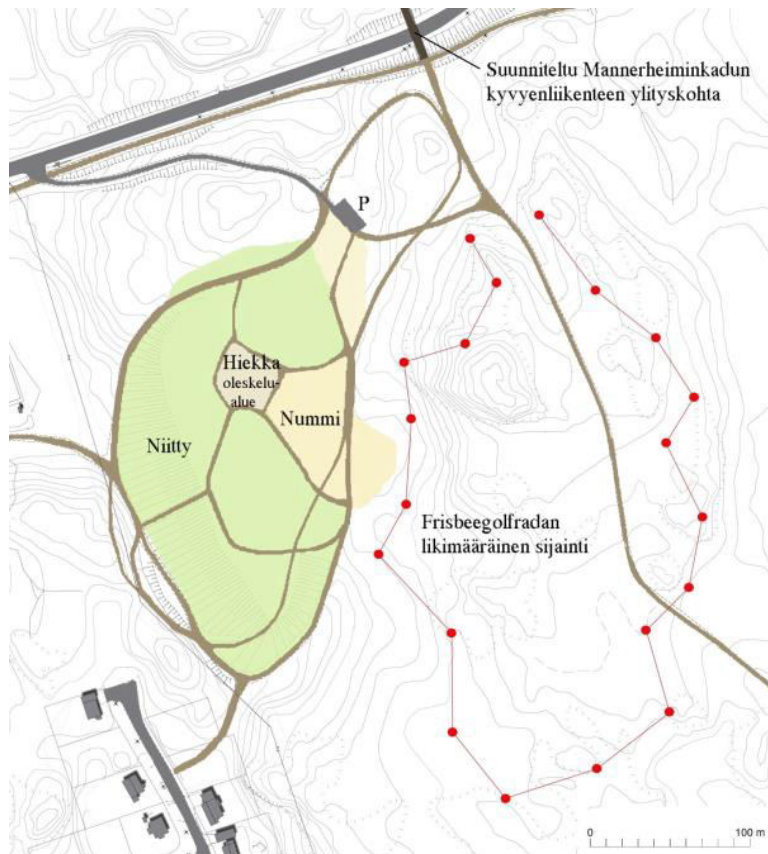 Suunniteltu Mannerheiminkadun
kyvyenliikenteen ylityskohta
P
Hiekka
oleskelu-
alue
Nummi
Niitty
Frisbeegolfradan
likimääräinen sijainti
0
100 m